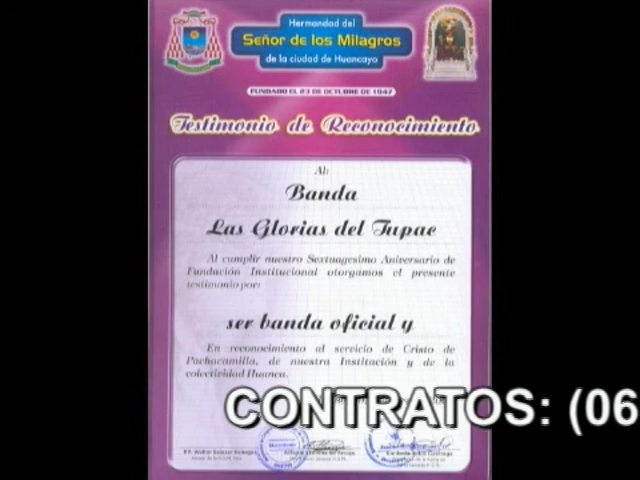 Hermandad del
Señor de los Milagros
de la ciudad de Huancayo
FUNDADO EL 23 DE OCTUBRE DE 1947
Testimonio de Reconocimiento
Al:
Banda
Las Glorias del Tupac
Al cumplir nuestro Sextuagesimo Aniversario de
Fundación Institucional otorgamos el presente
testimonio por:
ser banda oficial y
En reconocimiento al servicio de Cristo de
Pachacamilla, de nuestra Institución y de la
colectividad Huanca.
CONTRATOS: (06